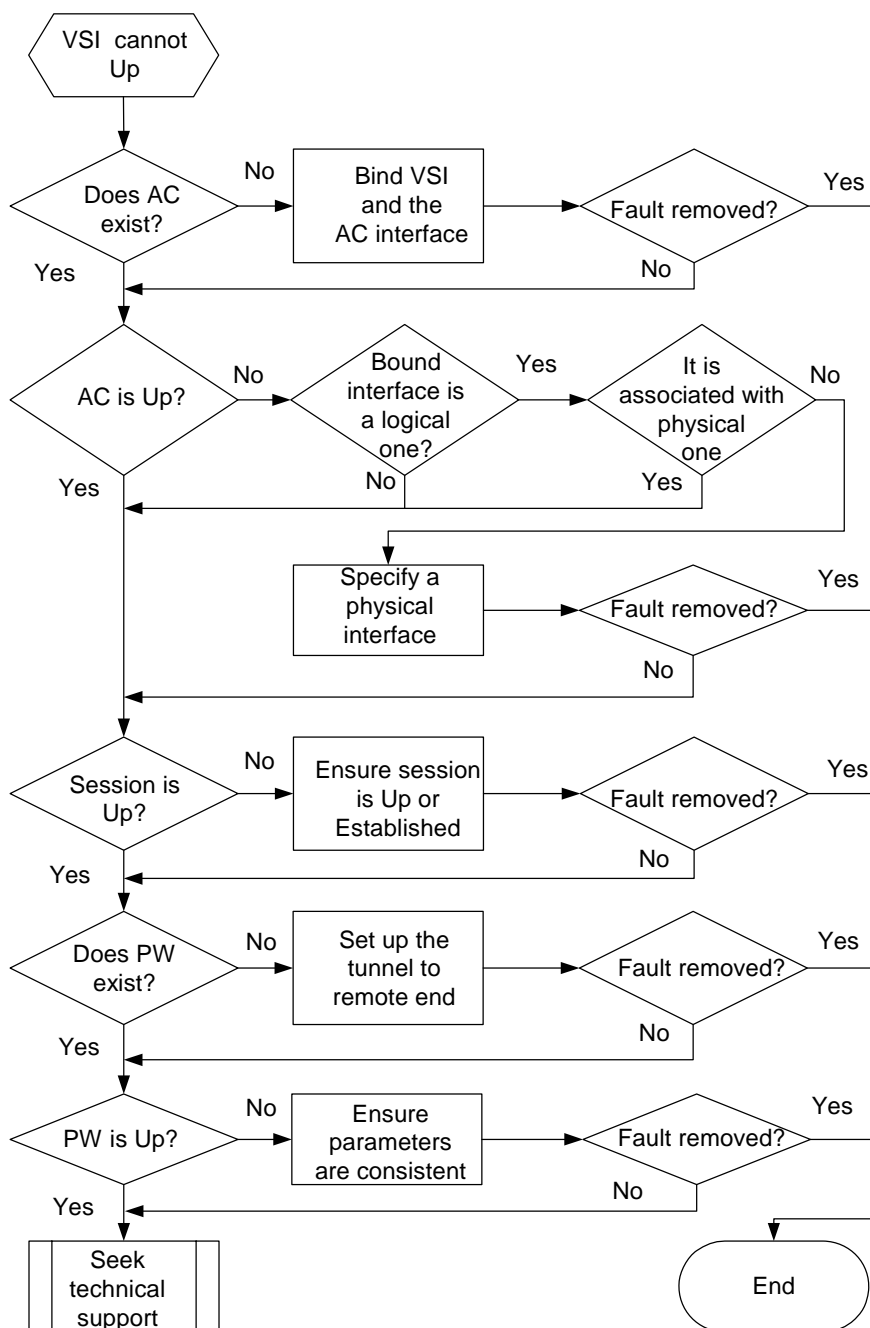 VSI cannot
Up
Does AC
exist?
No
Bind VSI
and the
AC interface
Fault removed?
Yes
Yes
No
AC is Up?
No
Bound
interface is
a logical
one?
Yes
It is
associated with
physical
one
No
Yes
No
Yes
Specify a
physical
interface
Fault removed?
Yes
No
Session is
Up?
No
Ensure session
is Up or
Established
Fault removed?
Yes
Yes
No
Does PW
exist?
No
Set up the
tunnel to
remote end
Fault removed?
Yes
Yes
No
PW is Up?
No
Ensure
parameters
are consistent
Fault removed?
Yes
Yes
No
Seek
technical
support
End